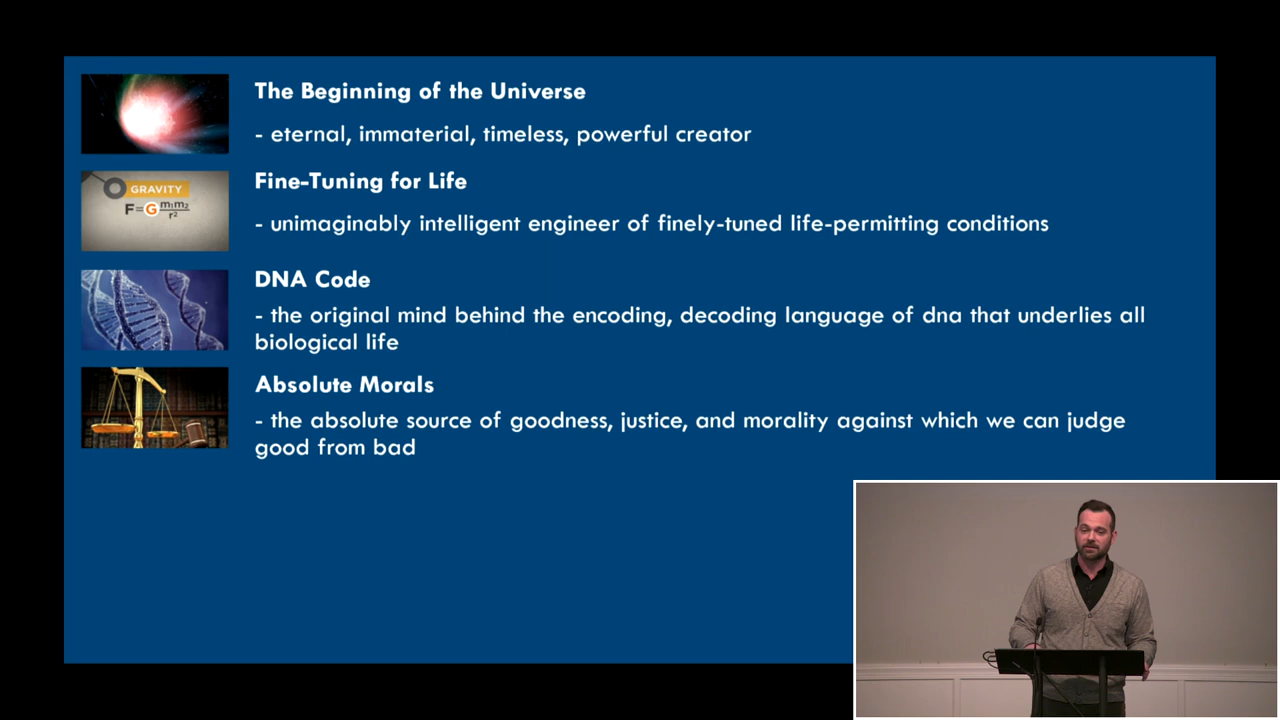 The Beginning of the Universe
- eternal, immaterial, timeless, powerful creator
GRAVITY
F=G m₁m₂
r²
Fine-Tuning for Life
- unimaginably intelligent engineer of finely-tuned life-permitting conditions
DNA Code
- the original mind behind the encoding, decoding language of dna that underlies all
biological life
Absolute Morals
- the absolute source of goodness, justice, and morality against which we can judge
good from bad